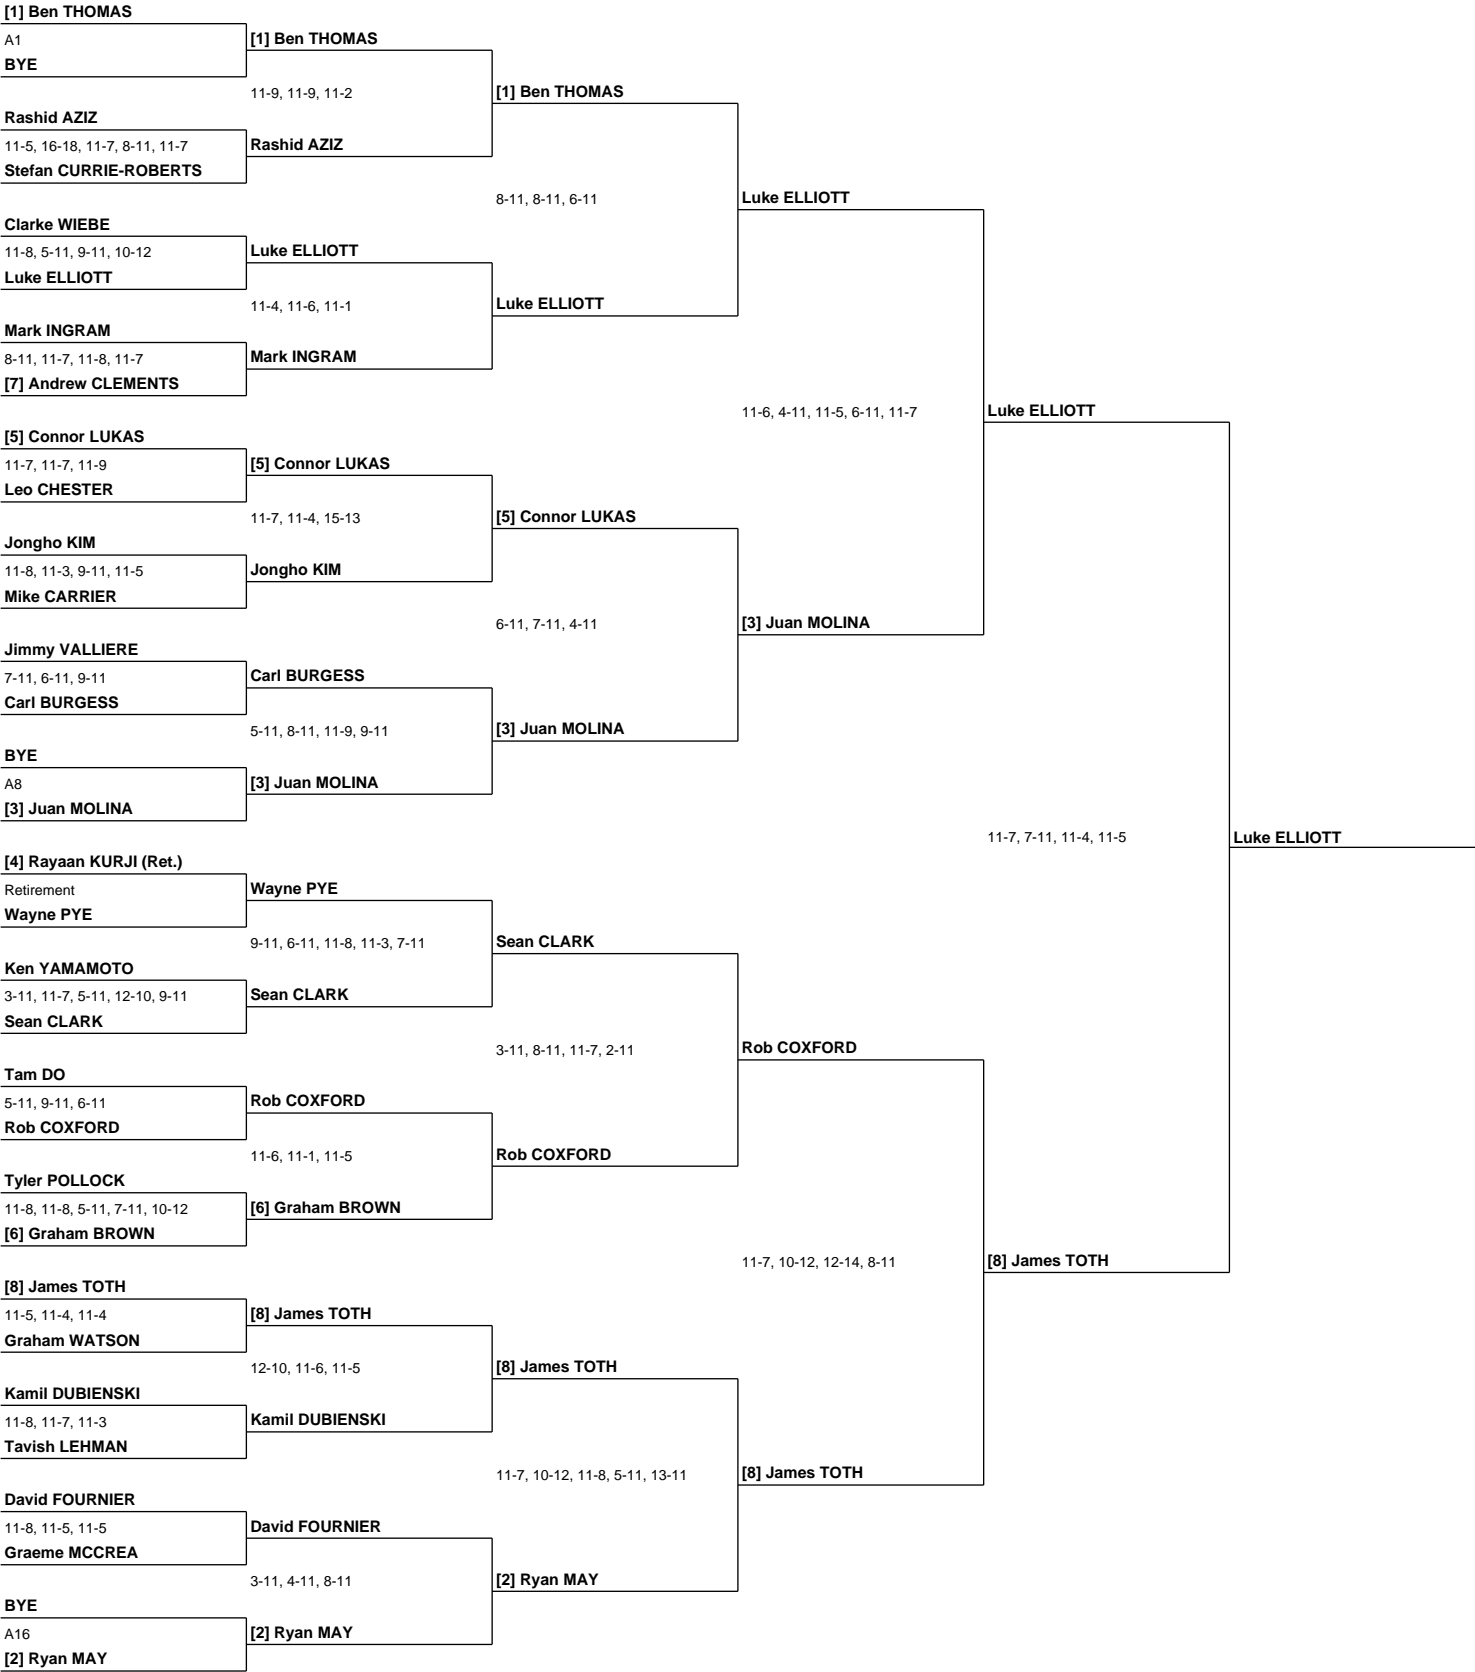 [1] Ben THOMAS
A1
BYE
Rashid AZIZ
11-5, 16-18, 11-7, 8-11, 11-7
Stefan CURRIE-ROBERTS
Clarke WIEBE
11-8, 5-11, 9-11, 10-12
Luke ELLIOTT
Mark INGRAM
8-11, 11-7, 11-8, 11-7
[7] Andrew CLEMENTS
[5] Connor LUKAS
11-7, 11-7, 11-9
Leo CHESTER
Jongho KIM
11-8, 11-3, 9-11, 11-5
Mike CARRIER
Jimmy VALLIERE
7-11, 6-11, 9-11
Carl BURGESS
BYE
A8
[3] Juan MOLINA
[4] Rayaan KURJI (Ret.)
Retirement
Wayne PYE
Ken YAMAMOTO
3-11, 11-7, 5-11, 12-10, 9-11
Sean CLARK
Tam DO
5-11, 9-11, 6-11
Rob COXFORD
Tyler POLLOCK
11-8, 11-8, 5-11, 7-11, 10-12
[6] Graham BROWN
[8] James TOTH
11-5, 11-4, 11-4
Graham WATSON
Kamil DUBIENSKI
11-8, 11-7, 11-3
Tavish LEHMAN
David FOURNIER
11-8, 11-5, 11-5
Graeme MCCREA
BYE
A16
[2] Ryan MAY
[1] Ben THOMAS
11-9, 11-9, 11-2
Rashid AZIZ
Luke ELLIOTT
11-4, 11-6, 11-1
Mark INGRAM
[5] Connor LUKAS
11-7, 11-4, 15-13
Jongho KIM
Carl BURGESS
5-11, 8-11, 11-9, 9-11
[3] Juan MOLINA
Wayne PYE
9-11, 6-11, 11-8, 11-3, 7-11
Sean CLARK
Rob COXFORD
11-6, 11-1, 11-5
[6] Graham BROWN
[8] James TOTH
12-10, 11-6, 11-5
Kamil DUBIENSKI
David FOURNIER
3-11, 4-11, 8-11
[2] Ryan MAY
[1] Ben THOMAS
8-11, 8-11, 6-11
Luke ELLIOTT
[5] Connor LUKAS
6-11, 7-11, 4-11
[3] Juan MOLINA
Sean CLARK
3-11, 8-11, 11-7, 2-11
Rob COXFORD
[8] James TOTH
11-7, 10-12, 11-8, 5-11, 13-11
[2] Ryan MAY
Luke ELLIOTT
11-6, 4-11, 11-5, 6-11, 11-7
[3] Juan MOLINA
Rob COXFORD
11-7, 10-12, 12-14, 8-11
[8] James TOTH
Luke ELLIOTT
11-7, 7-11, 11-4, 11-5
[8] James TOTH
Luke ELLIOTT